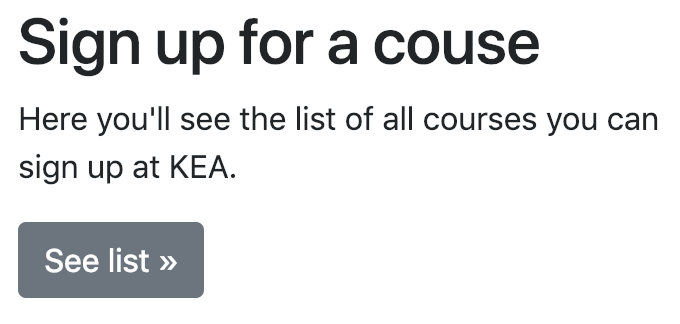 Sign up for a couse
Here you'll see the list of all courses you can
sign up at KEA.
See list »